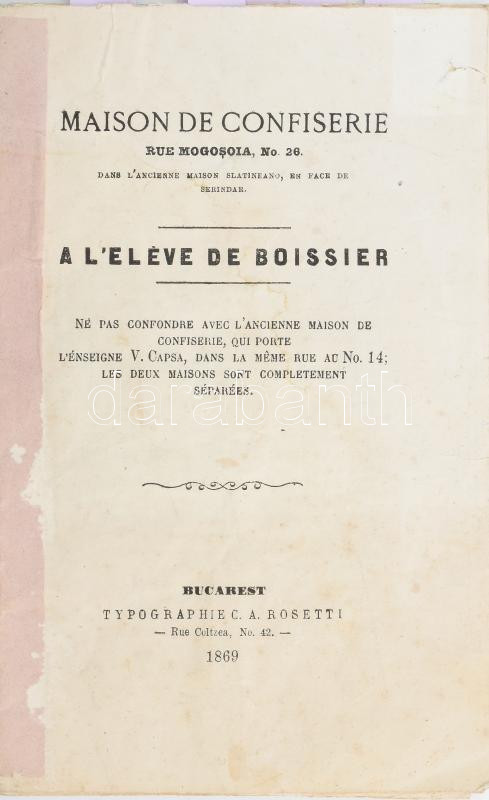 MAISON DE CONFISERIE
RUE MOGOȘOIA, No. 26.
DANS L'ANCIENNE MAISON SLATINEANO, EN FACE DE
SERINDAR.
A L'ELÈVE DE BOISSIER
NE PAS CONFONDRE AVEC L'ANCIENNE MAISON DE
CONFISERIE, QUI PORTE
L'ÉNSEIGNE V. CAPSA, DANS LA MÊME RUE AU No. 14;
LES DEUX MAISONS SONT COMPLETEMENT
SÉPARÉES.
darabanth
BUCAREST
TYPOGRAPHIE C. A. ROSETTI
— Rue Coltzea, No. 42. —
1869